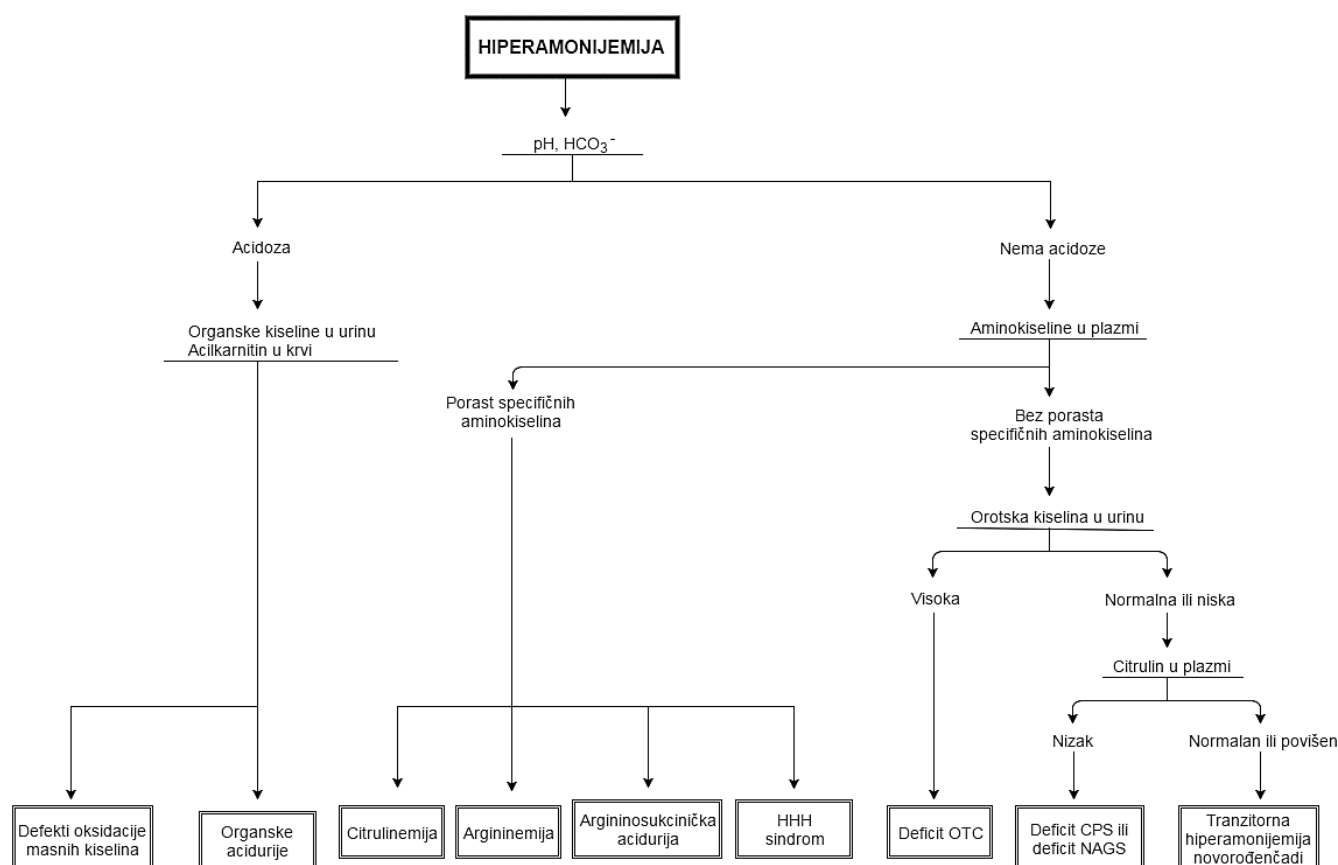 HIPERAMONIJEMIJA
pH, HCO3-
Acidoza
Nema acidoze
Organske kiseline u urinu
Acilkarnitin u krvi
Aminokiseline u plazmi
Porast specifičnih
aminokiselina
Bez porasta
specifičnih aminokiselina
Orotska kiselina u urinu
Visoka
Normalna ili niska
Citrulin u plazmi
Nizak
Normalan ili povišen
Defekti oksidacije
masnih kiselina
Organske
acidurije
Citrulinemija
Argininemija
Argininosukcinička
acidurija
HHH
sindrom
Deficit OTC
Deficit CPS ili
deficit NAGS
Tranzitorna
hiperamonijemija
novorođenčadi